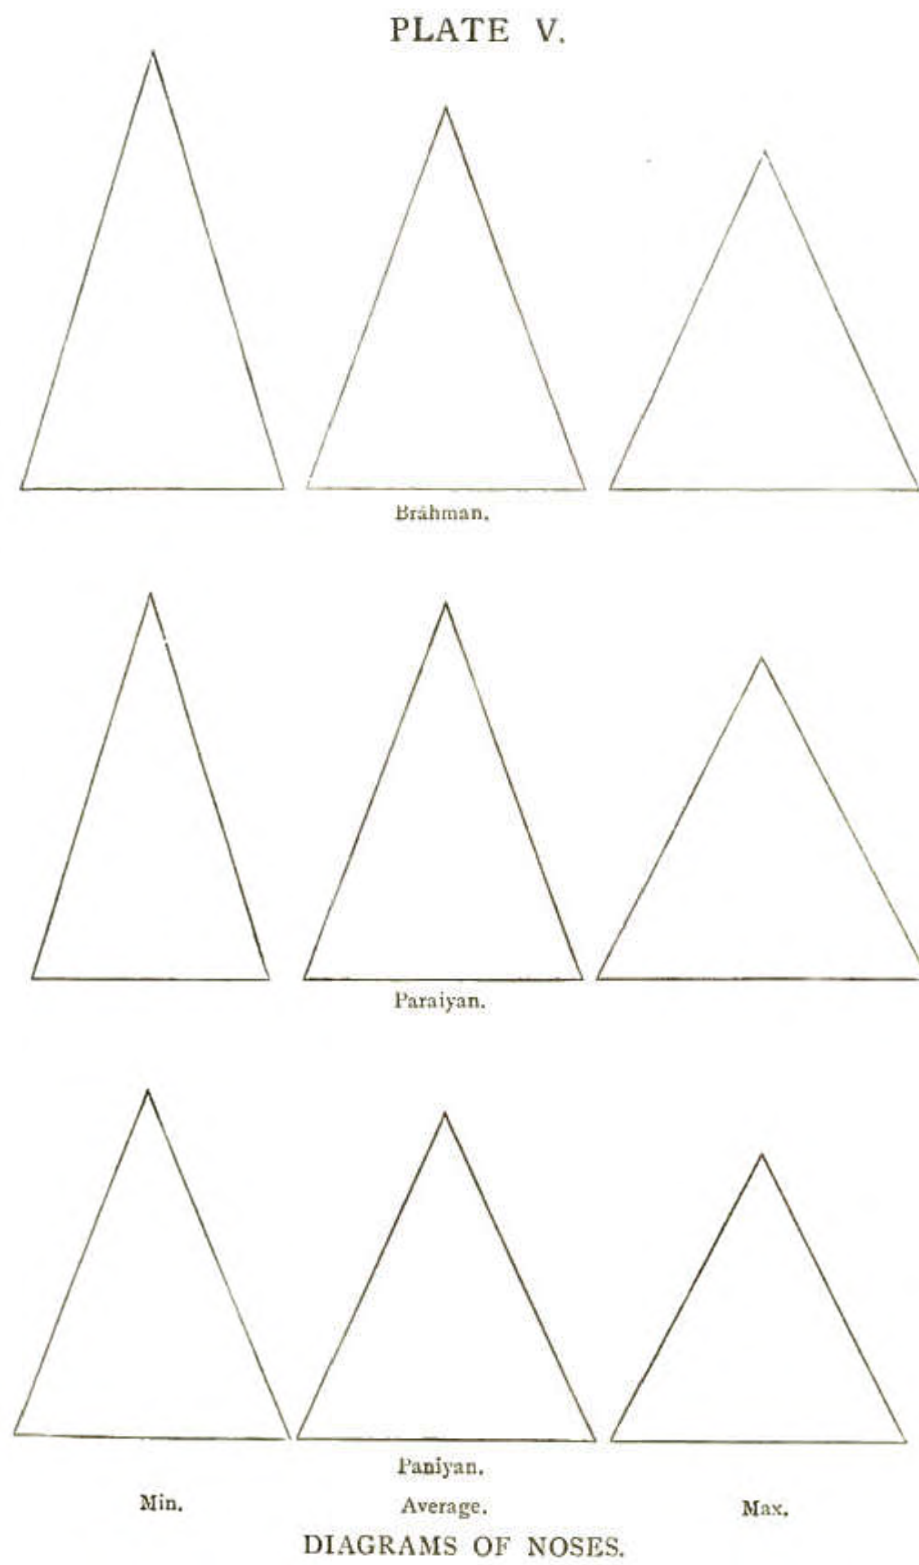 PLATE V.
Brâhman.
Paraiyan.
Paniyan.
Min. Average. Max.
DIAGRAMS OF NOSES.